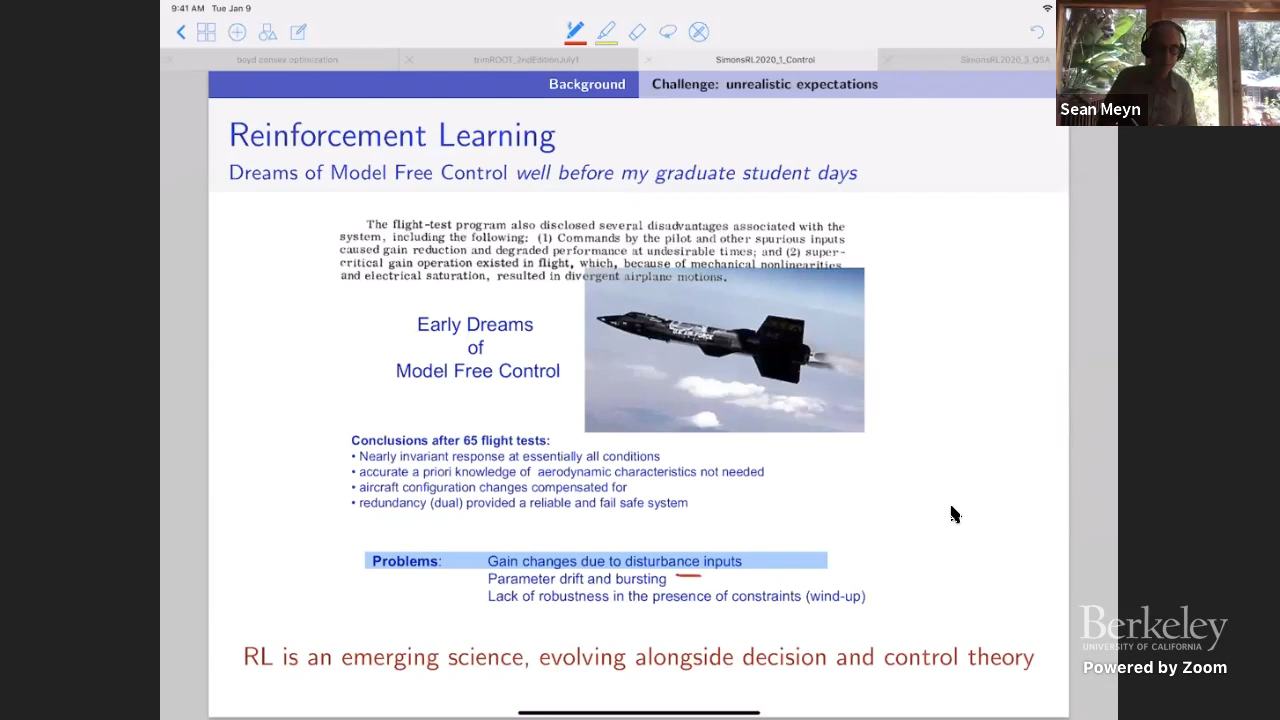 9:41 AM Tue Jan 9
boyd convex optimization
trimROOT_2ndEditionJuly1
SimonsRL2020_1_Control
SimonsRL2020_3_QSA
Background
Challenge: unrealistic expectations
Sean Meyn
Reinforcement Learning
Dreams of Model Free Control well before my graduate student days
The flight-test program also disclosed several disadvantages associated with the
system, including the following: (1) Commands by the pilot and other spurious inputs
caused gain reduction and degraded performance at undesirable times; and (2) super-
critical gain operation existed in flight, which, because of mechanical nonlinearities
and electrical saturation, resulted in divergent airplane motions.
U.S. AIR FORCE
Early Dreams
of
Model Free Control
Conclusions after 65 flight tests:
• Nearly invariant response at essentially all conditions
• accurate a priori knowledge of aerodynamic characteristics not needed
• aircraft configuration changes compensated for
• redundancy (dual) provided a reliable and fail safe system
Problems: Gain changes due to disturbance inputs
Parameter drift and bursting
Lack of robustness in the presence of constraints (wind-up)
RL is an emerging science, evolving alongside decision and control theory
Berkeley
UNIVERSITY OF CALIFORNIA
Powered by Zoom